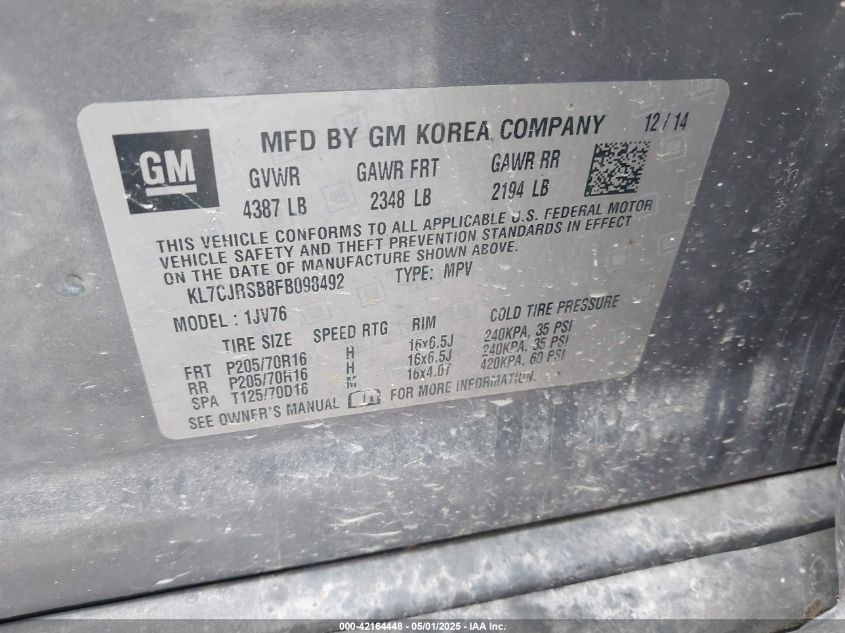 GM
MFD BY GM KOREA COMPANY 12/14
GVWR GAWR FRT GAWR RR
4387 LB 2348 LB 2194 LB
THIS VEHICLE CONFORMS TO ALL APPLICABLE U.S. FEDERAL MOTOR
VEHICLE SAFETY AND THEFT PREVENTION STANDARDS IN EFFECT
ON THE DATE OF MANUFACTURE SHOWN ABOVE.
KL7CJRSB8FB098492 TYPE: MPV
MODEL : 1JV76
TIRE SIZE SPEED RTG RIM COLD TIRE PRESSURE
FRT P205/70R16 H 16x6.5J 240KPA, 35 PSI
RR P205/70R16 H 16x6.5J 240KPA, 35 PSI
SPA T125/70D16 M 16x4.0T 420KPA, 60 PSI
SEE OWNER'S MANUAL FOR MORE INFORMATION.
000-42164448 - 05/01/2025 - IAA Inc.